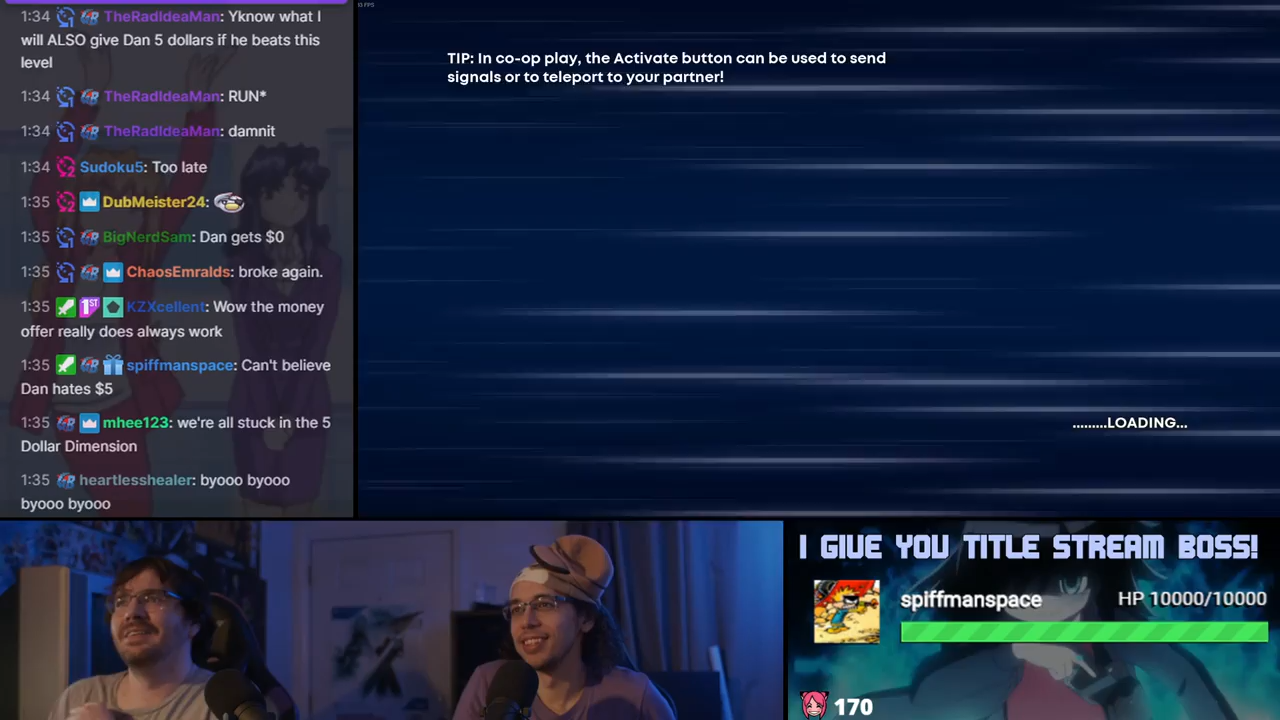 1:34 TheRadIdeaMan: Yknow what I
will ALSO give Dan 5 dollars if he beats this
level
1:34 TheRadIdeaMan: RUN*
1:34 TheRadIdeaMan: damnit
1:34 Sudoku5: Too late
1:35 DubMeister24:
1:35 BigNerdSam: Dan gets $0
1:35 ChaosEmralds: broke again.
1:35 1ST KZXcellent: Wow the money
offer really does always work
1:35 spiffmanspace: Can't believe
Dan hates $5
1:35 mhee123: we're all stuck in the 5
Dollar Dimension
1:35 heartlesshealer: byooo byooo
byooo byooo
TIP: In co-op play, the Activate button can be used to send
signals or to teleport to your partner!
.........LOADING...
I GIVE YOU TITLE STREAM BOSS!
spiffmanspace HP 10000/10000
170